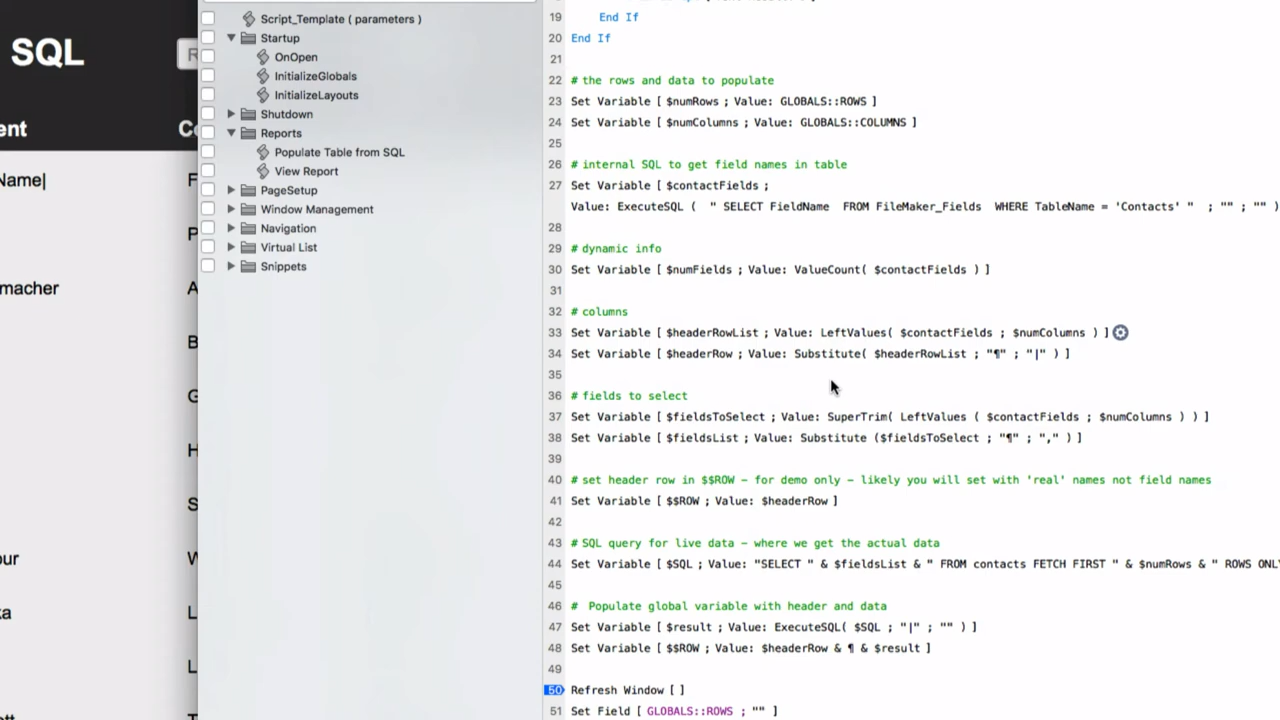 SQL
R
ent
Co
Name|
F
P
macher
A
B
G
H
S
our
W
ka
L
L
ott
Script_Template ( parameters )
Startup
OnOpen
InitializeGlobals
InitializeLayouts
Shutdown
Reports
Populate Table from SQL
View Report
PageSetup
Window Management
Navigation
Virtual List
Snippets
19 End If
20 End If
21
22 # the rows and data to populate
23 Set Variable [ $numRows ; Value: GLOBALS::ROWS ]
24 Set Variable [ $numColumns ; Value: GLOBALS::COLUMNS ]
25
26 # internal SQL to get field names in table
27 Set Variable [ $contactFields ;
Value: ExecuteSQL ( " SELECT FieldName FROM FileMaker_Fields WHERE TableName = 'Contacts' " ; "" ; "" )
28
29 # dynamic info
30 Set Variable [ $numFields ; Value: ValueCount( $contactFields ) ]
31
32 # columns
33 Set Variable [ $headerRowList ; Value: LeftValues( $contactFields ; $numColumns ) ]
34 Set Variable [ $headerRow ; Value: Substitute( $headerRowList ; "¶" ; "|" ) ]
35
36 # fields to select
37 Set Variable [ $fieldsToSelect ; Value: SuperTrim( LeftValues ( $contactFields ; $numColumns ) ) ]
38 Set Variable [ $fieldsList ; Value: Substitute ($fieldsToSelect ; "¶" ; "," ) ]
39
40 # set header row in $$ROW – for demo only – likely you will set with 'real' names not field names
41 Set Variable [ $$ROW ; Value: $headerRow ]
42
43 # SQL query for live data – where we get the actual data
44 Set Variable [ $SQL ; Value: "SELECT " & $fieldsList & " FROM contacts FETCH FIRST " & $numRows & " ROWS ONLY
45
46 # Populate global variable with header and data
47 Set Variable [ $result ; Value: ExecuteSQL( $SQL ; "|" ; "" ) ]
48 Set Variable [ $$ROW ; Value: $headerRow & ¶ & $result ]
49
50 Refresh Window [ ]
51 Set Field [ GLOBALS::ROWS ; "" ]